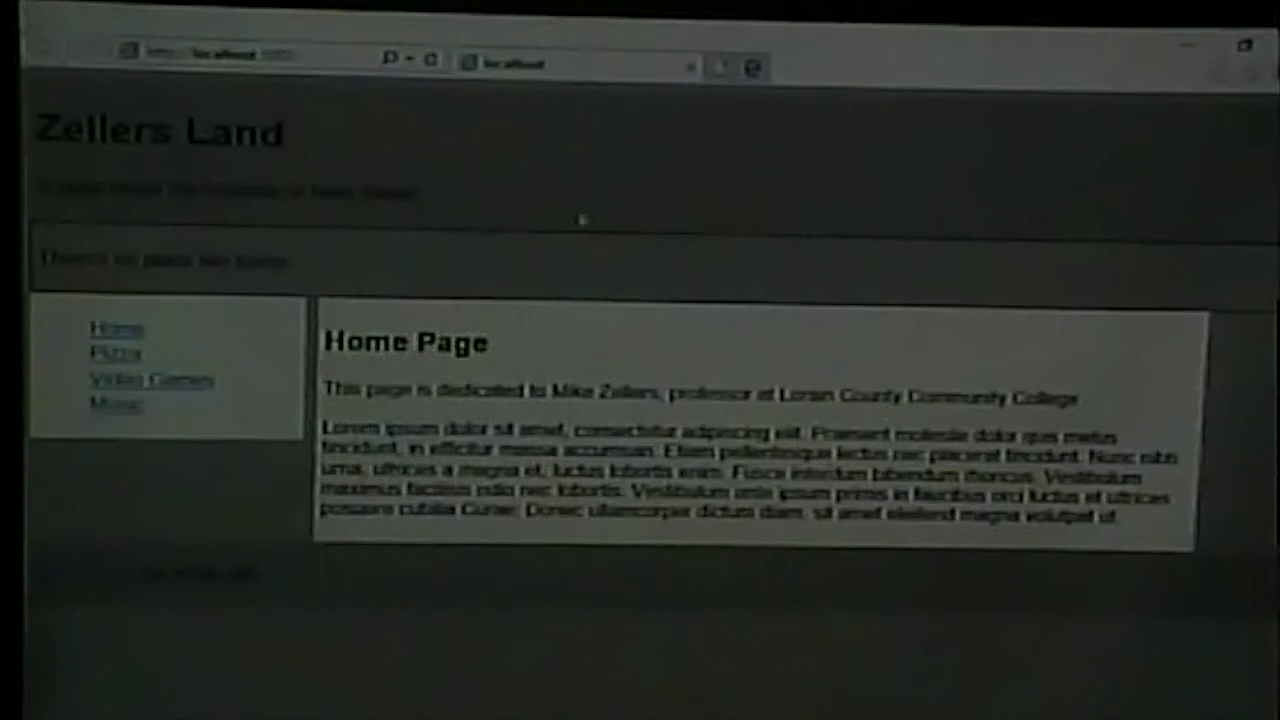 localhost
localhost
Zellers Land
There's no place like home
Home
Pizza
Video Games
Music
Home Page
This page is dedicated to Mike Zellers, professor at Lorain County Community College
Lorem ipsum dolor sit amet, consectetur adipiscing elit. Praesent molestie dolor quis metus
tincidunt, in efficitur massa accumsan. Etiam pellentesque lectus nec placerat tincidunt. Nunc nibh
urna, ultrices a magna et, luctus lobortis enim. Fusce interdum bibendum rhoncus. Vestibulum
maximus facilisis odio nec lobortis. Vestibulum ante ipsum primis in faucibus orci luctus et ultrices
posuere cubilia Curae; Donec ullamcorper dictum diam, sit amet eleifend magna volutpat ut.